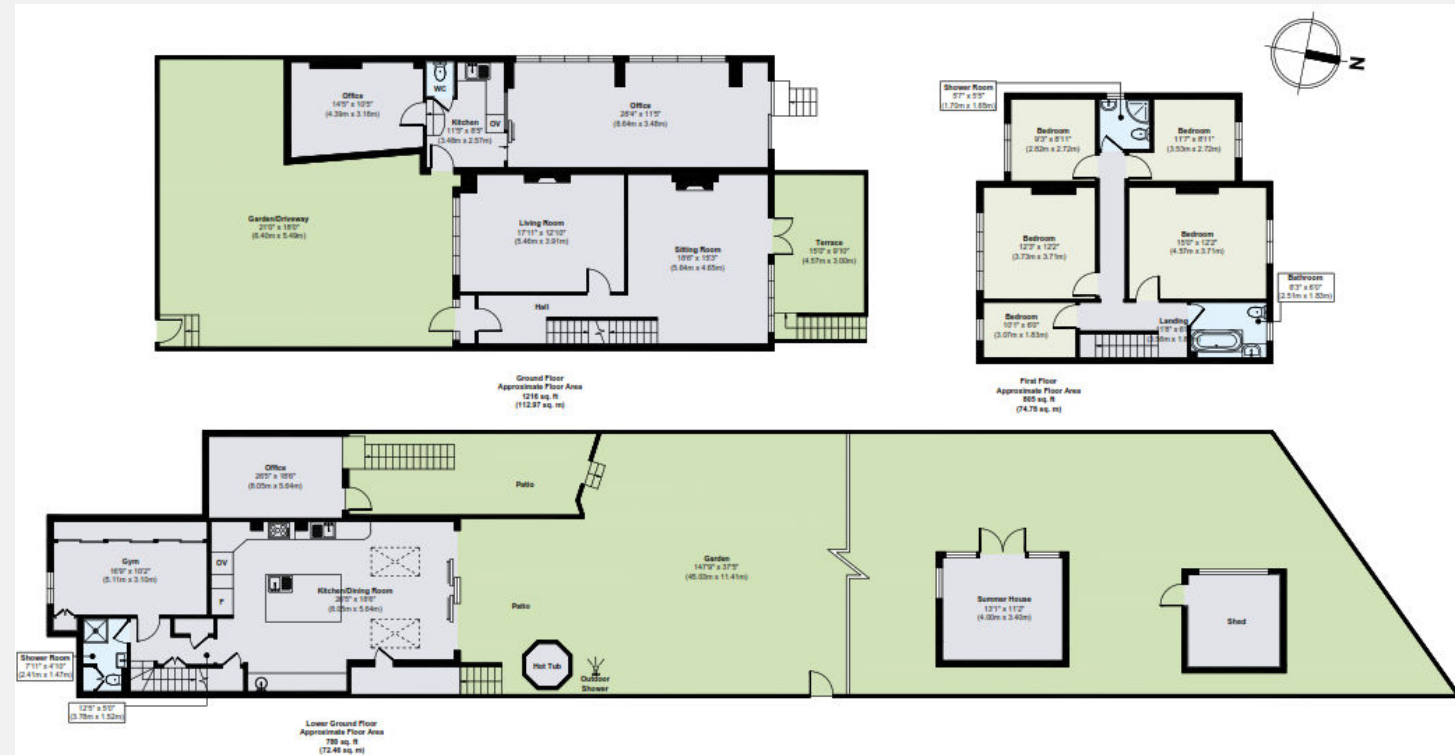 N
Office
14'5" x 10'5"
(4.39m x 3.18m)
WC
Kitchen
11'5" x 8'5"
(3.48m x 2.57m)
OV
Office
28'4" x 11'5"
(8.64m x 3.48m)
Garden/Driveway
21'0" x 18'0"
(6.40m x 5.49m)
Living Room
17'11" x 12'10"
(5.46m x 3.91m)
Sitting Room
18'6" x 15'3"
(5.64m x 4.65m)
Terrace
15'0" x 9'10"
(4.57m x 3.00m)
Hall
Ground Floor
Approximate Floor Area
1216 sq. ft
(112.97 sq. m)
Shower Room
5'7" x 5'5"
(1.70m x 1.65m)
Bedroom
9'3" x 8'11"
(2.82m x 2.72m)
Bedroom
11'7" x 8'11"
(3.53m x 2.72m)
Bedroom
12'3" x 12'2"
(3.73m x 3.71m)
Bedroom
15'0" x 12'2"
(4.57m x 3.71m)
Bathroom
8'3" x 6'0"
(2.51m x 1.83m)
Bedroom
10'1" x 6'0"
(3.07m x 1.83m)
Landing
First Floor
Approximate Floor Area
805 sq. ft
(74.78 sq. m)
Office
26'5" x 18'6"
(8.05m x 5.64m)
Patio
Gym
16'9" x 10'2"
(5.11m x 3.10m)
OV
F
Kitchen/Dining Room
26'5" x 18'6"
(8.05m x 5.64m)
Garden
147'9" x 37'5"
(45.03m x 11.41m)
Patio
Summer House
13'1" x 11'2"
(4.00m x 3.40m)
Shed
Hot Tub
Outdoor
Shower
Shower Room
7'11" x 4'10"
(2.41m x 1.47m)
12'5" x 5'0"
(3.78m x 1.52m)
Lower Ground Floor
Approximate Floor Area
780 sq. ft
(72.46 sq. m)